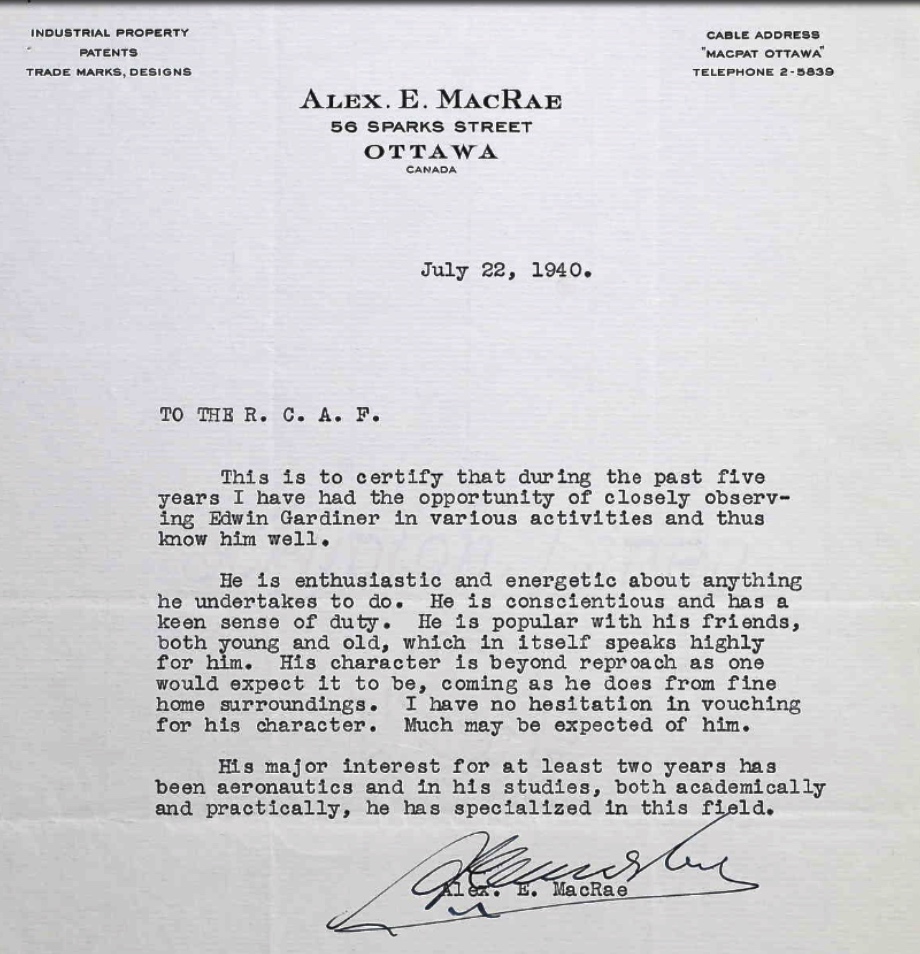 INDUSTRIAL PROPERTY
PATENTS
TRADE MARKS, DESIGNS
CABLE ADDRESS
"MACPAT OTTAWA"
TELEPHONE 2-5839
ALEX. E. MACRAE
56 SPARKS STREET
OTTAWA
CANADA
July 22, 1940.
TO THE R. C. A. F.
This is to certify that during the past five
years I have had the opportunity of closely observ-
ing Edwin Gardiner in various activities and thus
know him well.
He is enthusiastic and energetic about anything
he undertakes to do. He is conscientious and has a
keen sense of duty. He is popular with his friends,
both young and old, which in itself speaks highly
for him. His character is beyond reproach as one
would expect it to be, coming as he does from fine
home surroundings. I have no hesitation in vouching
for his character. Much may be expected of him.
His major interest for at least two years has
been aeronautics and in his studies, both academically
and practically, he has specialized in this field.
Alex. E. MacRae